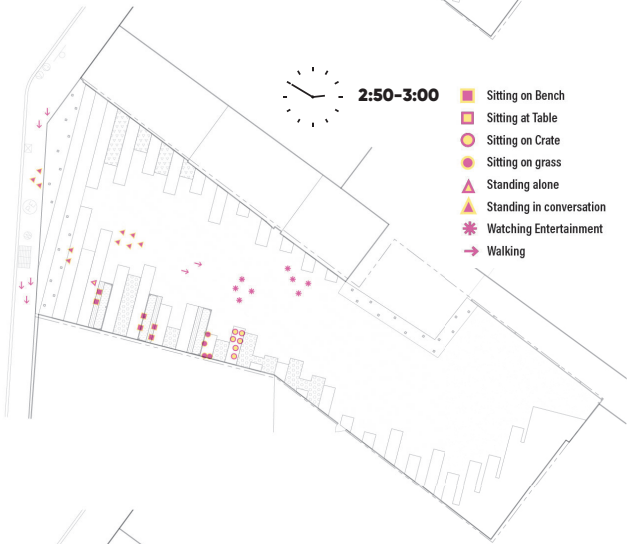 2:50-3:00
Sitting on Bench
Sitting at Table
Sitting on Crate
Sitting on grass
Standing alone
Standing in conversation
Watching Entertainment
Walking